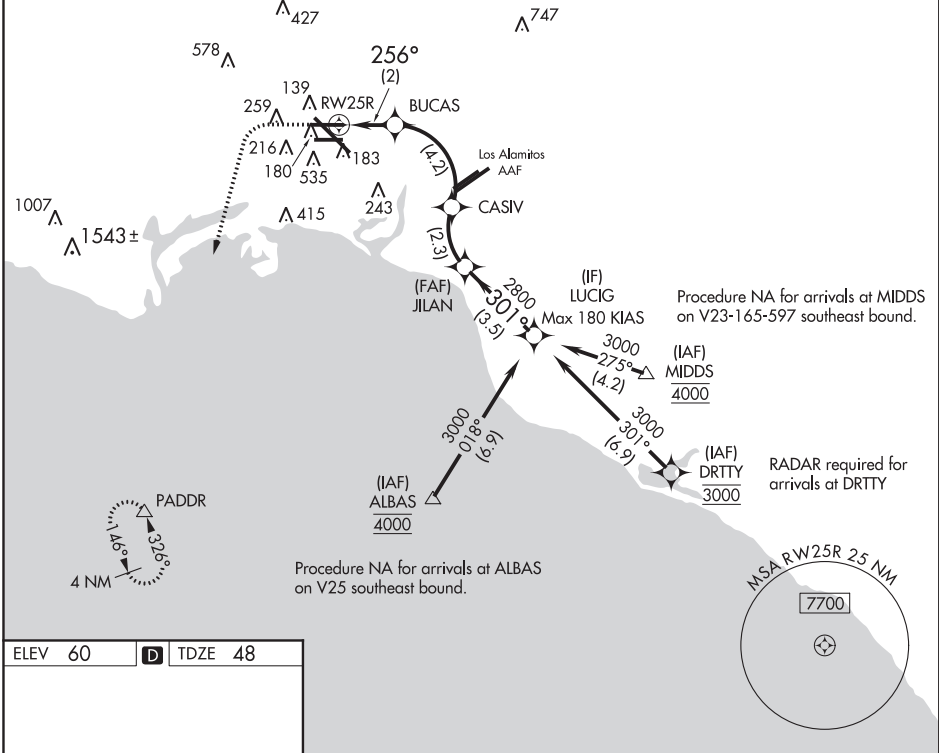 427
747
578
256°
(2)
139
RW25R
BUCAS
259
216
180
535
183
(4.2)
Los Alamitos
AAF
243
CASIV
1007
1543 ±
415
(2.3)
(FAF)
JILAN
2800
301°
(3.5)
(IF)
LUCIG
Max 180 KIAS
Procedure NA for arrivals at MIDDS
on V23-165-597 southeast bound.
3000
275°
(4.2)
(IAF)
MIDDS
4000
3000
018°
(6.9)
3000
301°
(6.9)
(IAF)
DRTTY
3000
RADAR required for
arrivals at DRTTY
(IAF)
ALBAS
4000
PADDR
146°
326°
4 NM
Procedure NA for arrivals at ALBAS
on V25 southeast bound.
MSA RW25R 25 NM
7700
ELEV 60 D TDZE 48